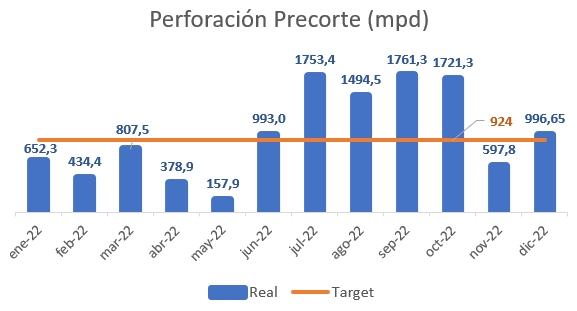 Perforación Precorte (mpd)
652,3
434,4
807,5
378,9
157,9
993,0
1753,4
1494,5
1761,3
1721,3
924
597,8
996,65
ene-22
feb-22
mar-22
abr-22
may-22
jun-22
jul-22
ago-22
sep-22
oct-22
nov-22
dic-22
Real
Target